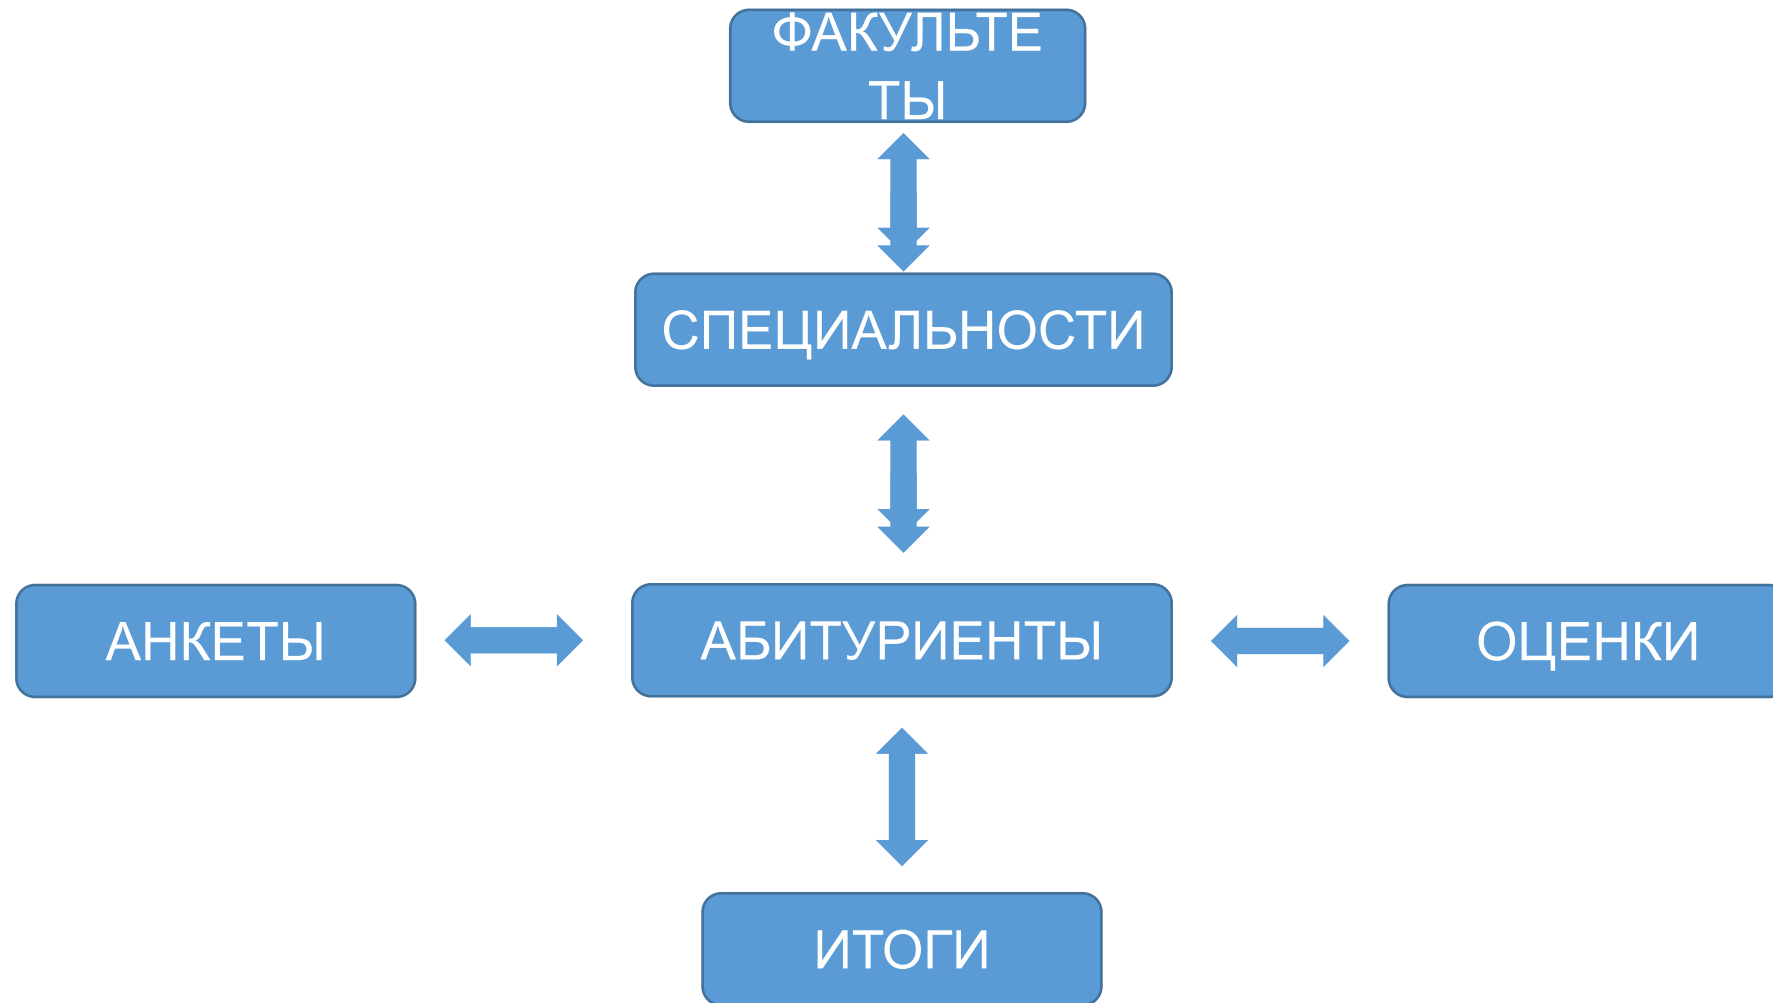 ФАКУЛЬТЕ
ТЫ
СПЕЦИАЛЬНОСТИ
АНКЕТЫ
АБИТУРИЕНТЫ
ОЦЕНКИ
ИТОГИ